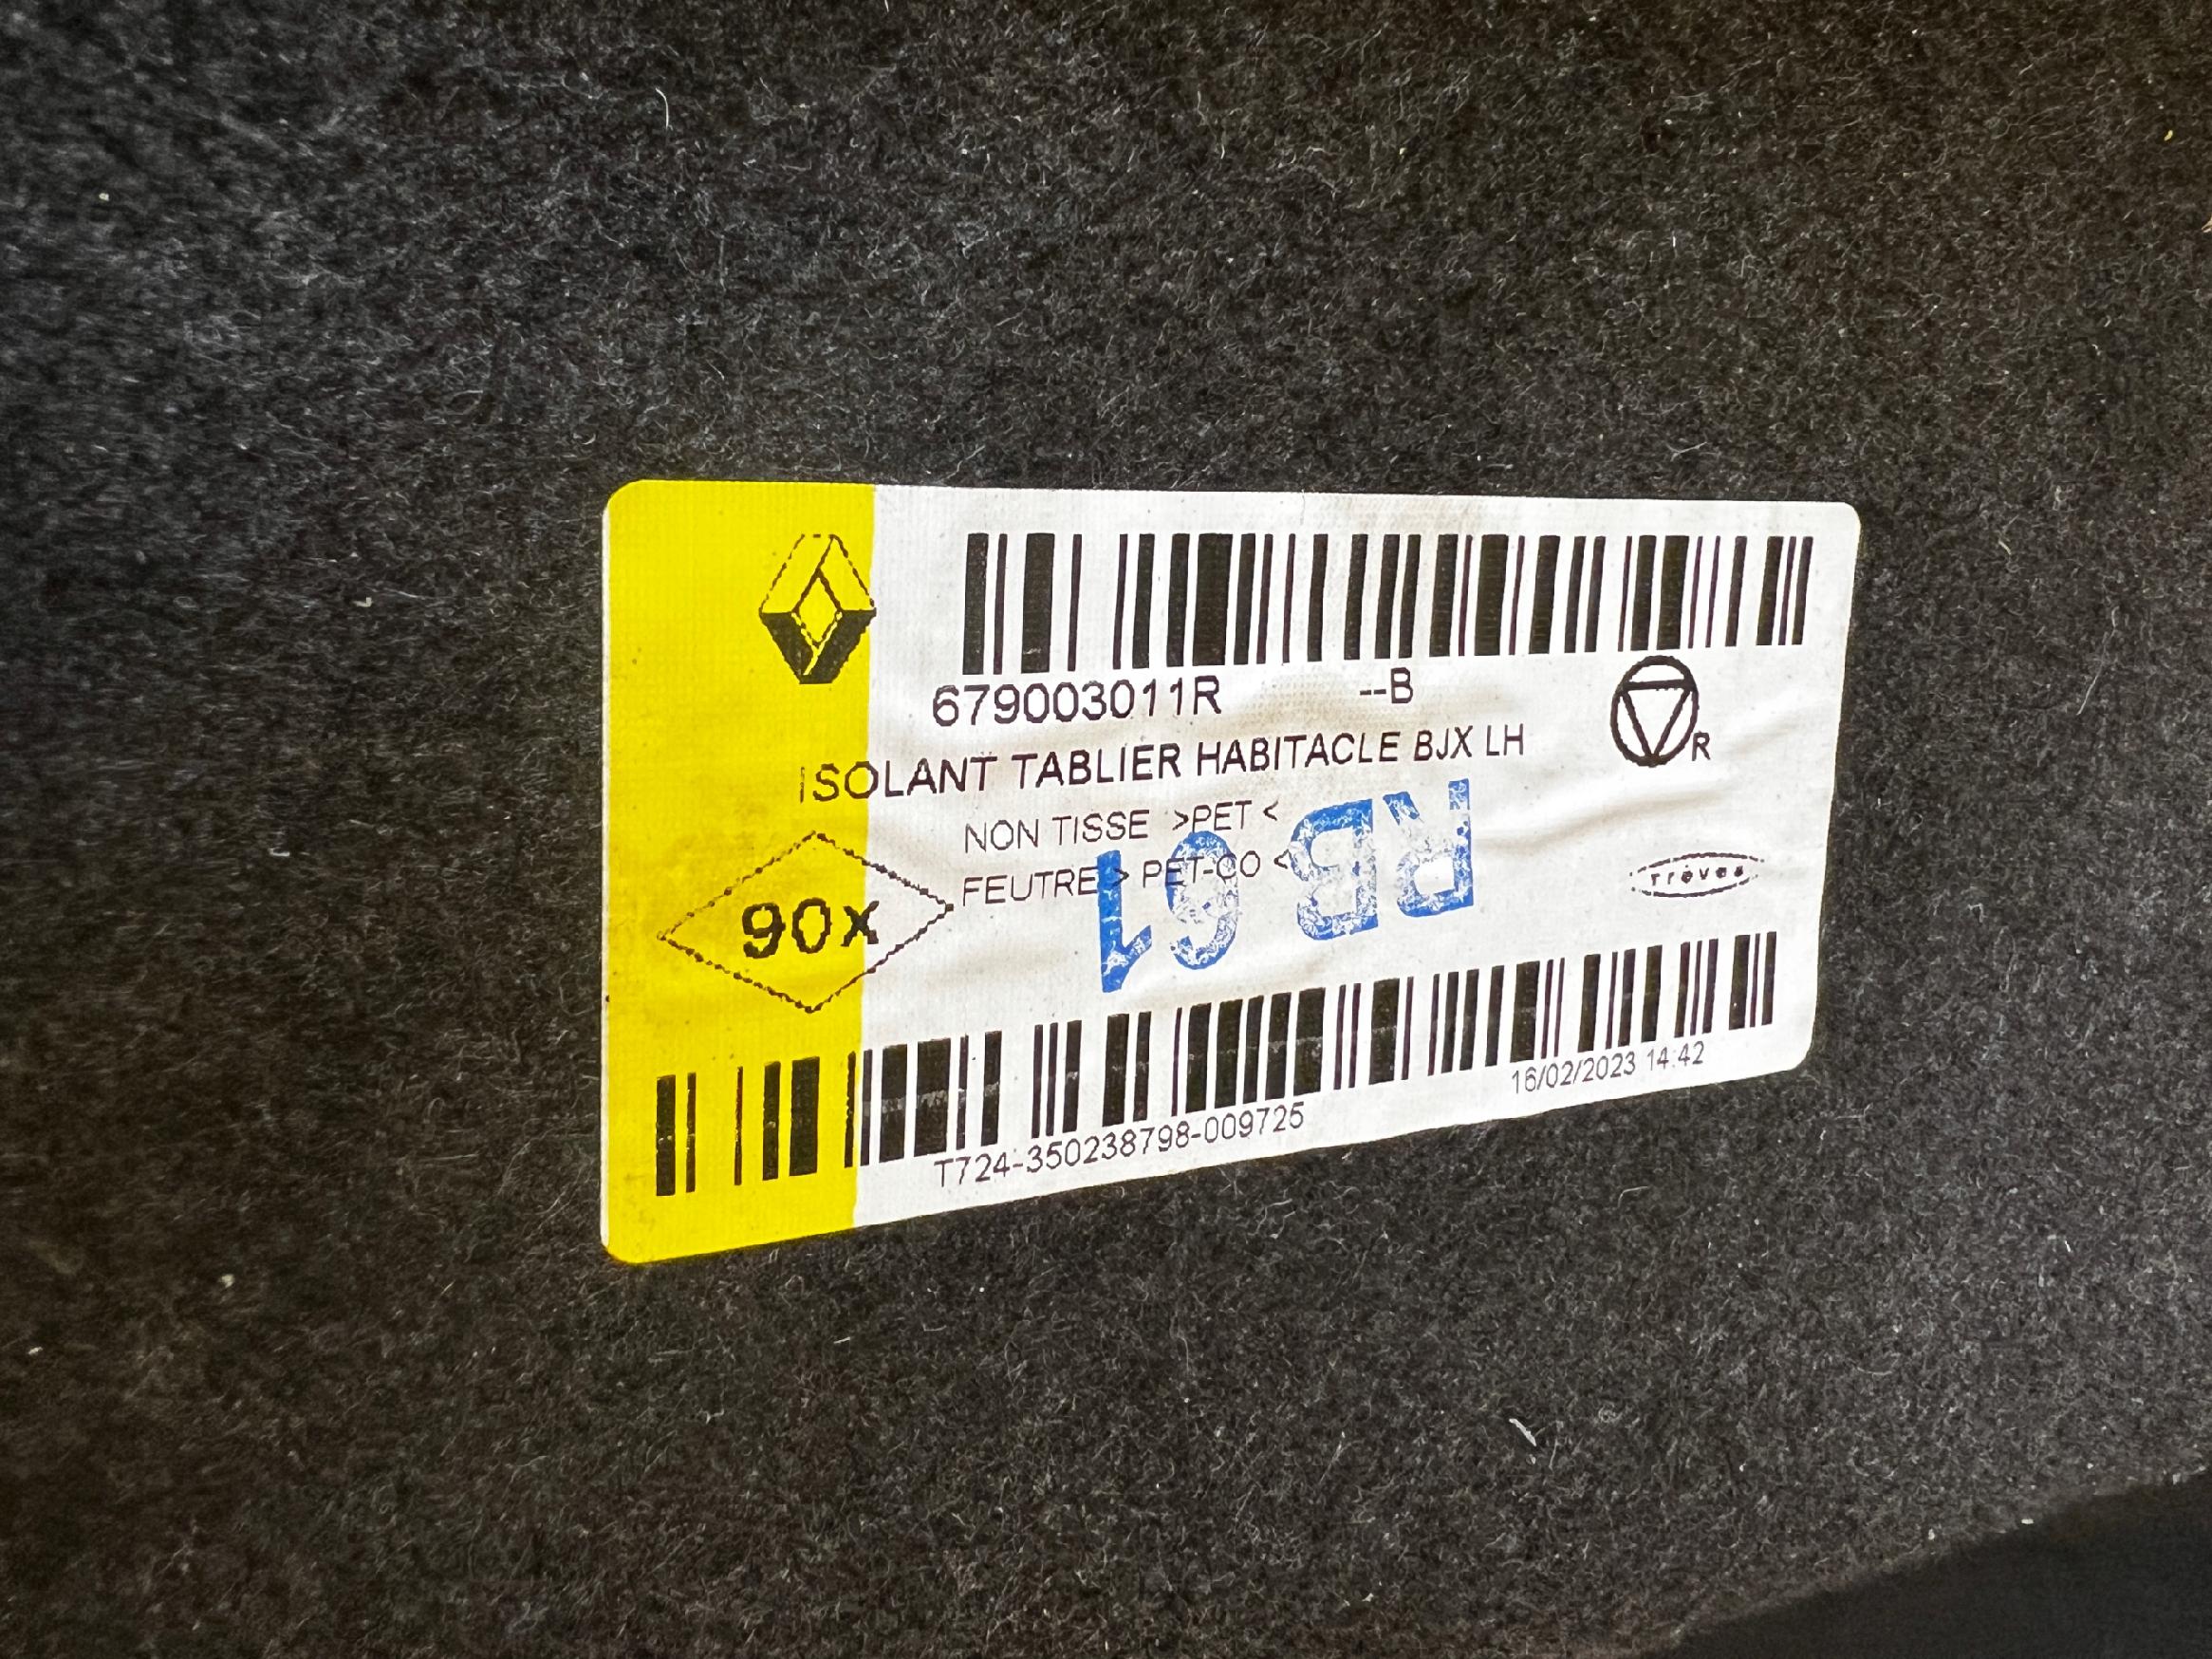 679003011R --B
R
ISOLANT TABLIER HABITACLE BJX LH
NON TISSE >PET <
FEUTRE > PET-CO <
RB 61
90x
Trèves
T724-350238798-009725
16/02/2023 14:42